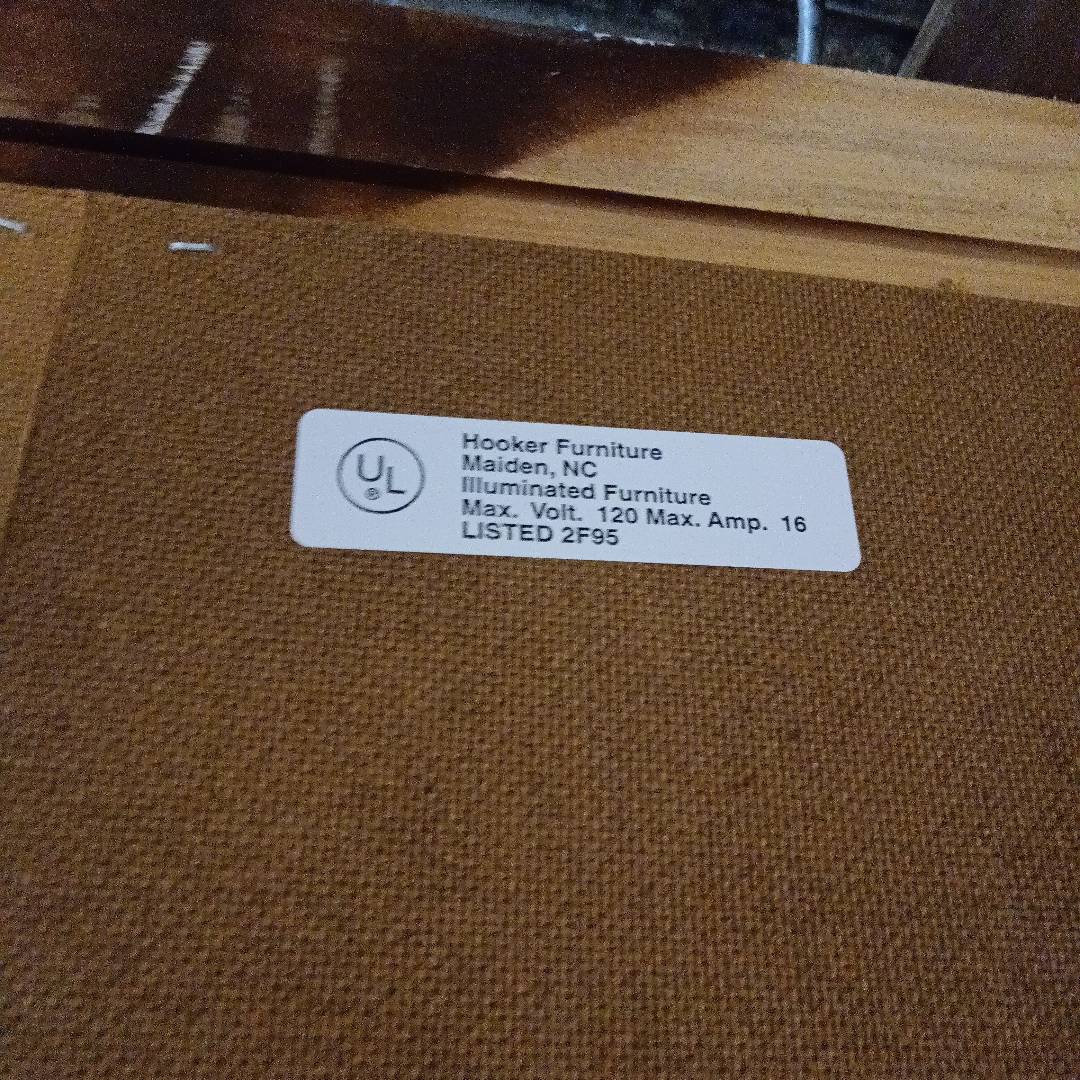 UL
®
Hooker Furniture
Maiden, NC
Illuminated Furniture
Max. Volt. 120 Max. Amp. 16
LISTED 2F95